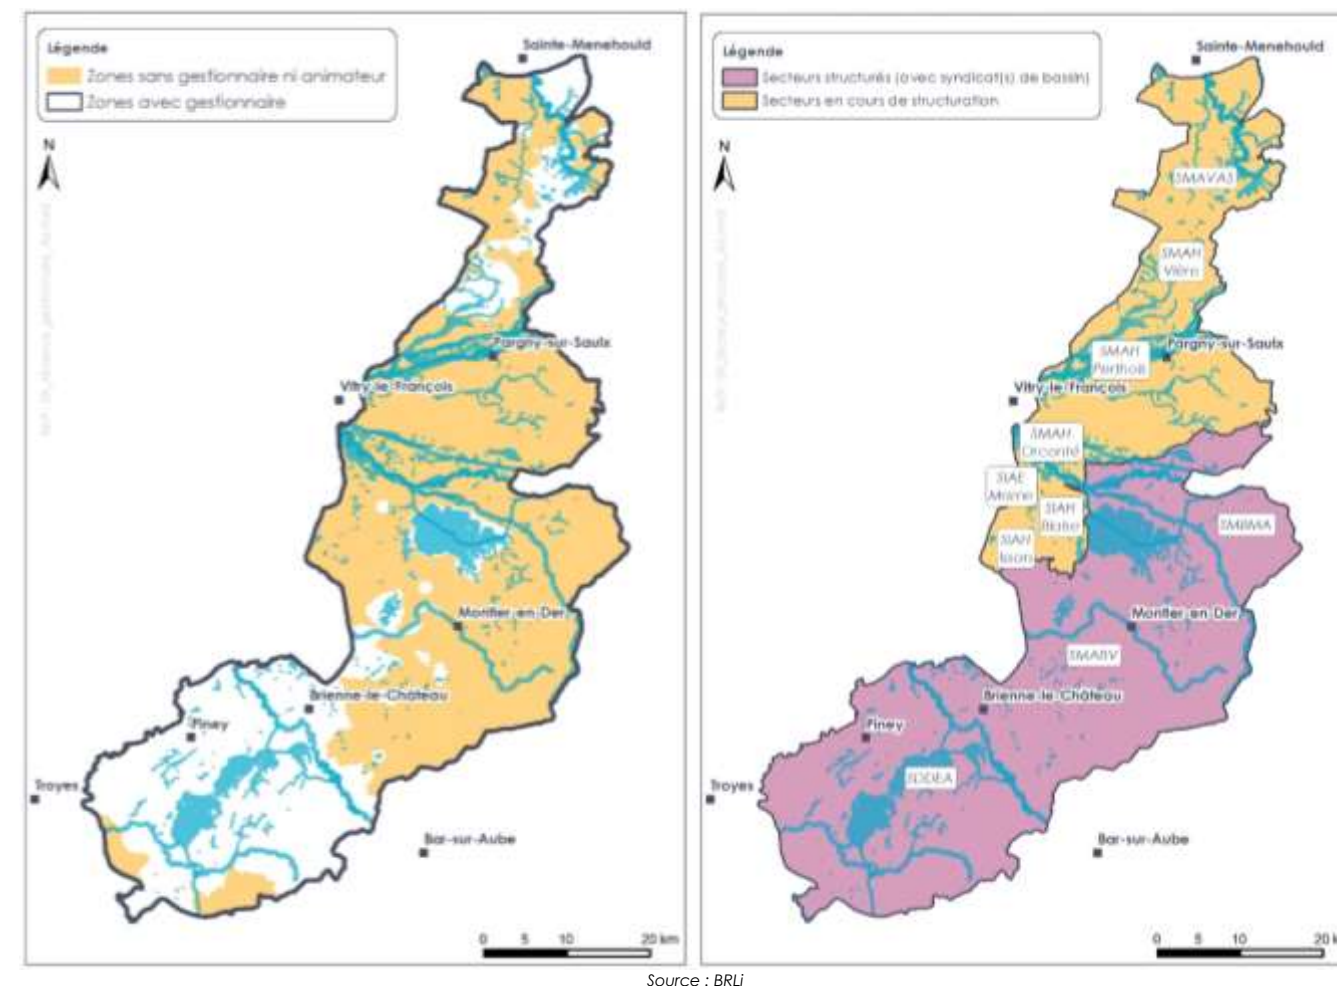 Légende
Zones sans gestionnaire ni animateur
Zones avec gestionnaire
N
Sainte-Menehould
Pargny-sur-Saulx
Vitry-le-François
Montier-en-Der
Brienne-le-Château
Piney
Troyes
Bar-sur-Aube
0 5 10 20 km
Légende
Secteurs structurés (avec syndicat(s) de bassin)
Secteurs en cours de structuration
N
Sainte-Menehould
SMAVAS
SMAH
Vière
Pargny-sur-Saulx
SMAH
Perthois
Vitry-le-François
SMAH
Orconté
SIAE
Marne
SIAH
Blaise
SIAH
SMBMA
Montier-en-Der
SMABV
Brienne-le-Château
Piney
SDDEA
Troyes
Bar-sur-Aube
0 5 10 20 k
Source : BRLi